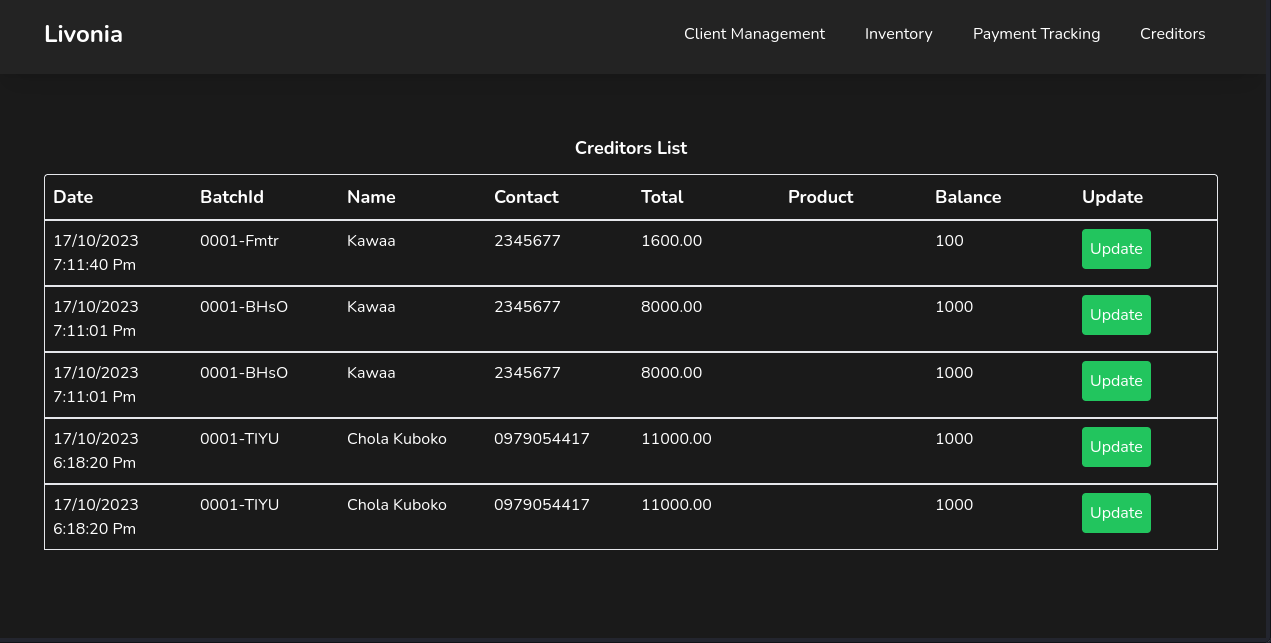 Livonia
Client Management Inventory Payment Tracking Creditors
Creditors List
Date BatchId Name Contact Total Product Balance Update
17/10/2023 0001-Fmtr Kawaa 2345677 1600.00 100 Update
7:11:40 Pm
17/10/2023 0001-BHsO Kawaa 2345677 8000.00 1000 Update
7:11:01 Pm
17/10/2023 0001-BHsO Kawaa 2345677 8000.00 1000 Update
7:11:01 Pm
17/10/2023 0001-TIYU Chola Kuboko 0979054417 11000.00 1000 Update
6:18:20 Pm
17/10/2023 0001-TIYU Chola Kuboko 0979054417 11000.00 1000 Update
6:18:20 Pm